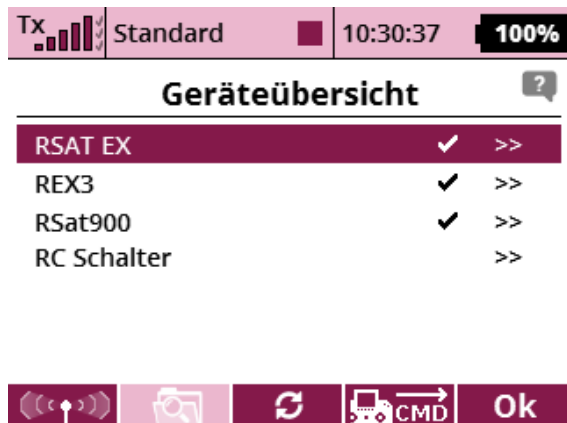 Tx Standard 10:30:37 100%
Geräteübersicht ?
RSAT EX >>
REX3 >>
RSat900 >>
RC Schalter >>
CMD Ok